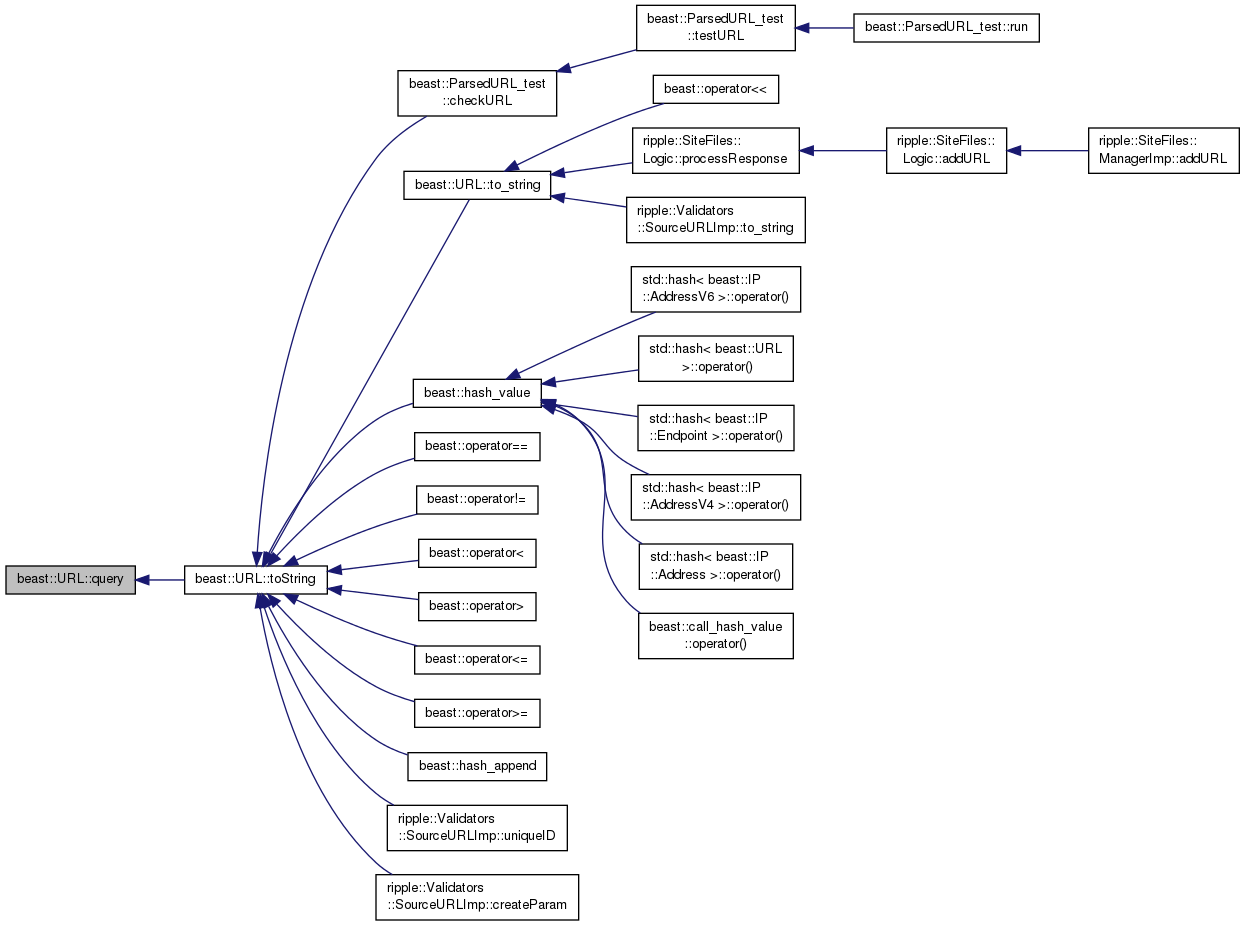 beast::ParsedURL_test
::testURL
beast::ParsedURL_test::run
beast::ParsedURL_test
::checkURL
beast::operator<<
ripple::SiteFiles::
Logic::processResponse
ripple::SiteFiles::
Logic::addURL
ripple::SiteFiles::
ManagerImp::addURL
beast::URL::to_string
ripple::Validators
::SourceURLImp::to_string
std::hash< beast::IP
::AddressV6 >::operator()
std::hash< beast::URL
>::operator()
beast::hash_value
std::hash< beast::IP
::Endpoint >::operator()
beast::operator==
std::hash< beast::IP
::AddressV4 >::operator()
beast::operator!=
beast::operator<
std::hash< beast::IP
::Address >::operator()
beast::URL::query
beast::URL::toString
beast::operator>
beast::call_hash_value
::operator()
beast::operator<=
beast::operator>=
beast::hash_append
ripple::Validators
::SourceURLImp::uniqueID
ripple::Validators
::SourceURLImp::createParam